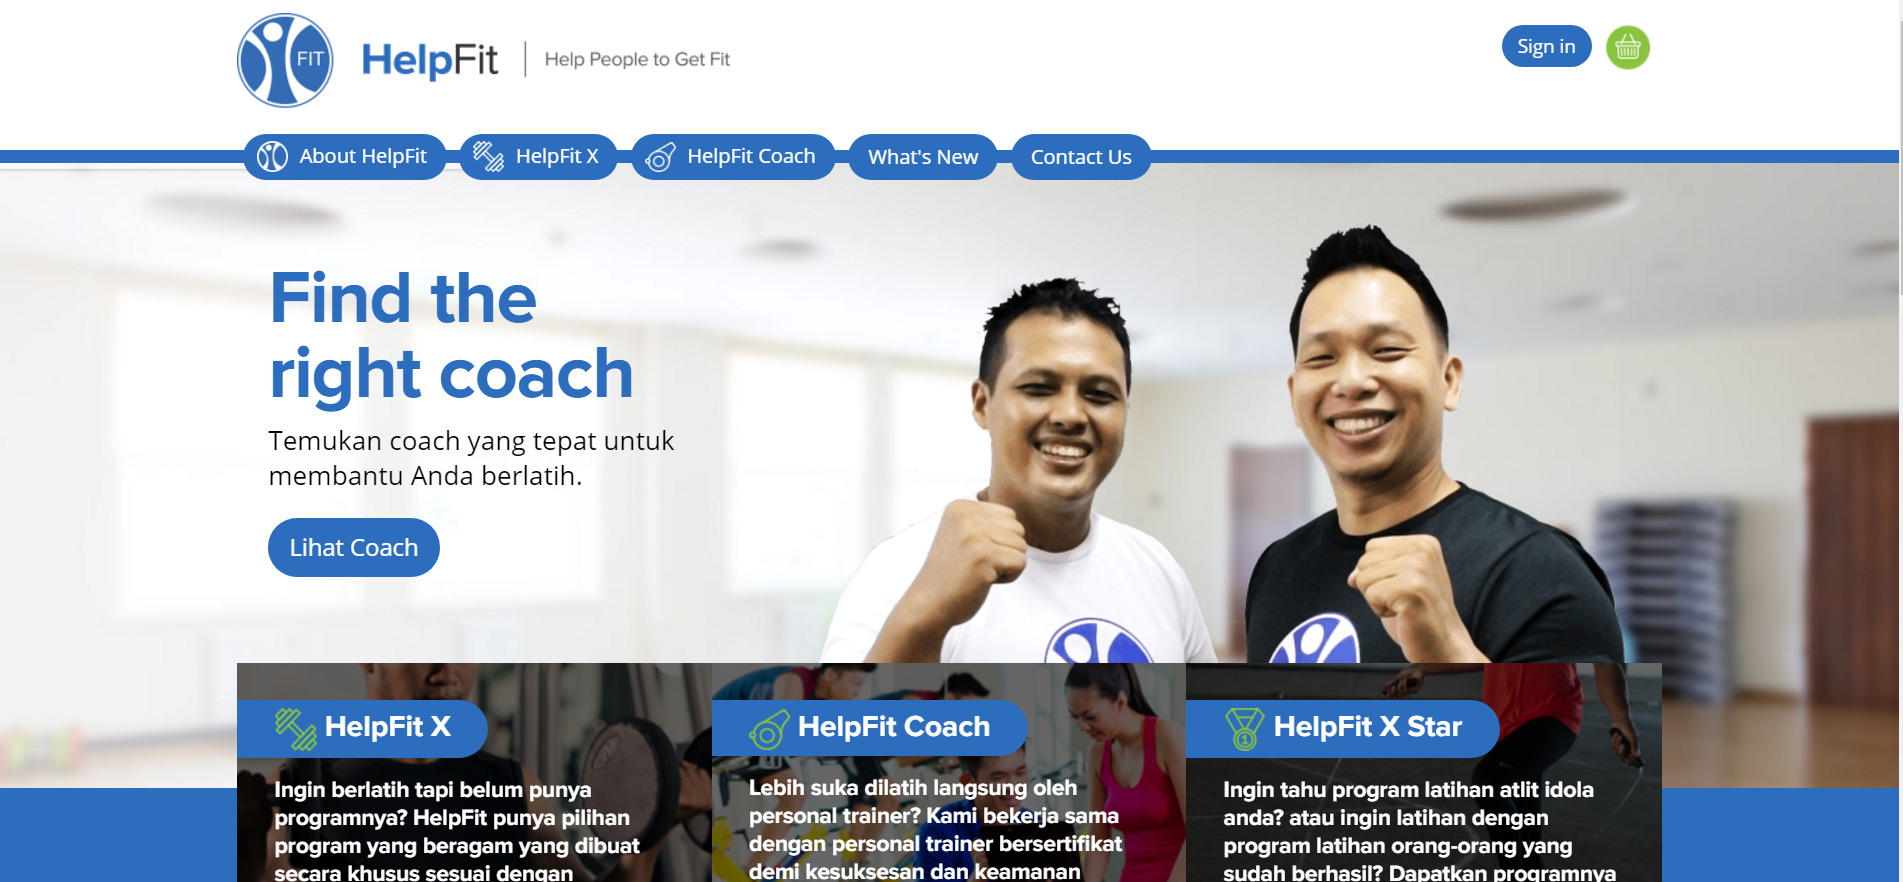 FIT
HelpFit
Help People to Get Fit
Sign in
About HelpFit
HelpFit X
HelpFit Coach
What's New
Contact Us
Find the
right coach
Temukan coach yang tepat untuk
membantu Anda berlatih.
Lihat Coach
HelpFit X
Ingin berlatih tapi belum punya
programnya? HelpFit punya pilihan
program yang beragam yang dibuat
secara khusus sesuai dengan
HelpFit Coach
Lebih suka dilatih langsung oleh
personal trainer? Kami bekerja sama
dengan personal trainer bersertifikat
demi kesuksesan dan keamanan
1
HelpFit X Star
Ingin tahu program latihan atlit idola
anda? atau ingin latihan dengan
program latihan orang-orang yang
sudah berhasil? Dapatkan programnya